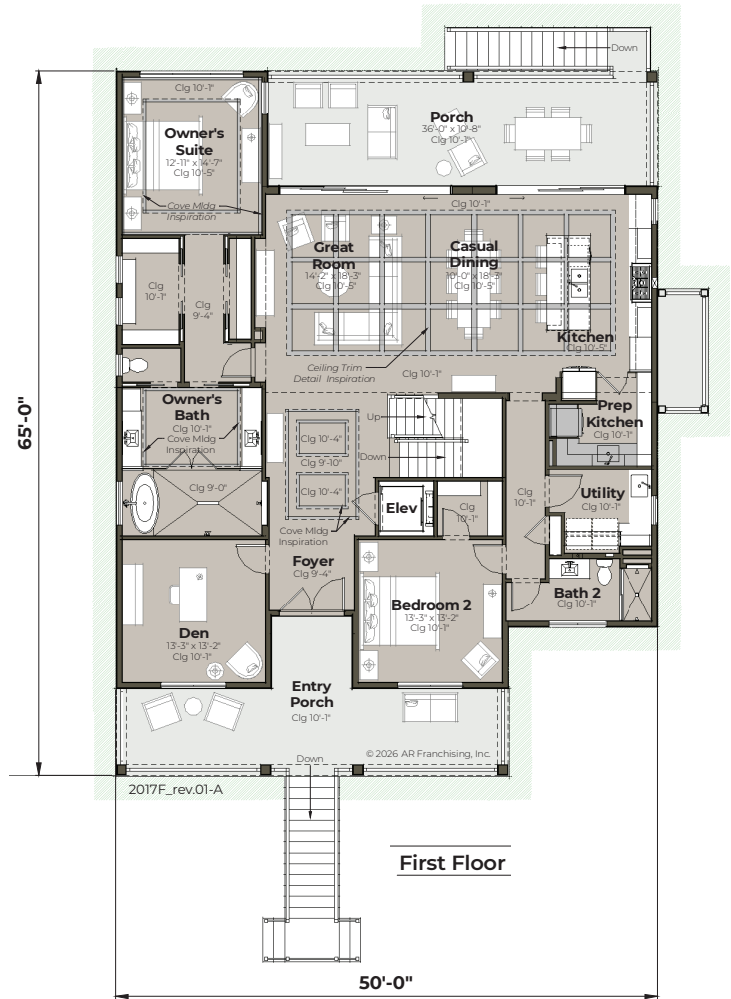 Down
Clg 10'-1"
Owner's
Suite
12'-11" x 14'-7"
Clg 10'-5"
Cove Mldg
Inspiration
Porch
36'-0" x 10'-8"
Clg 10'-1"
Clg 10'-1"
Great
Room
14'-2" x 18'-3"
Clg 10'-5"
Casual
Dining
10'-0" x 18'-3"
Clg 10'-5"
Kitchen
Clg 10'-5"
Clg
10'-1"
Clg
9'-4"
Ceiling Trim
Detail Inspiration
Clg 10'-1"
Owner's
Bath
Clg 10'-1"
Cove Mldg
Inspiration
Up
Down
Clg 10'-4"
Clg 9'-10"
Clg 10'-4"
Prep
Kitchen
Clg 10'-1"
65'-0"
Clg 9'-0"
Elev
Clg
10'-1"
Clg
10'-1"
Utility
Clg 10'-1"
Cove Mldg
Inspiration
Foyer
Clg 9'-4"
Bedroom 2
13'-3" x 13'-2"
Clg 10'-1"
Bath 2
Clg 10'-1"
Den
13'-3" x 13'-2"
Clg 10'-1"
Entry
Porch
Clg 10'-1"
Down
© 2026 AR Franchising, Inc.
2017F_rev.01-A
First Floor
50'-0"